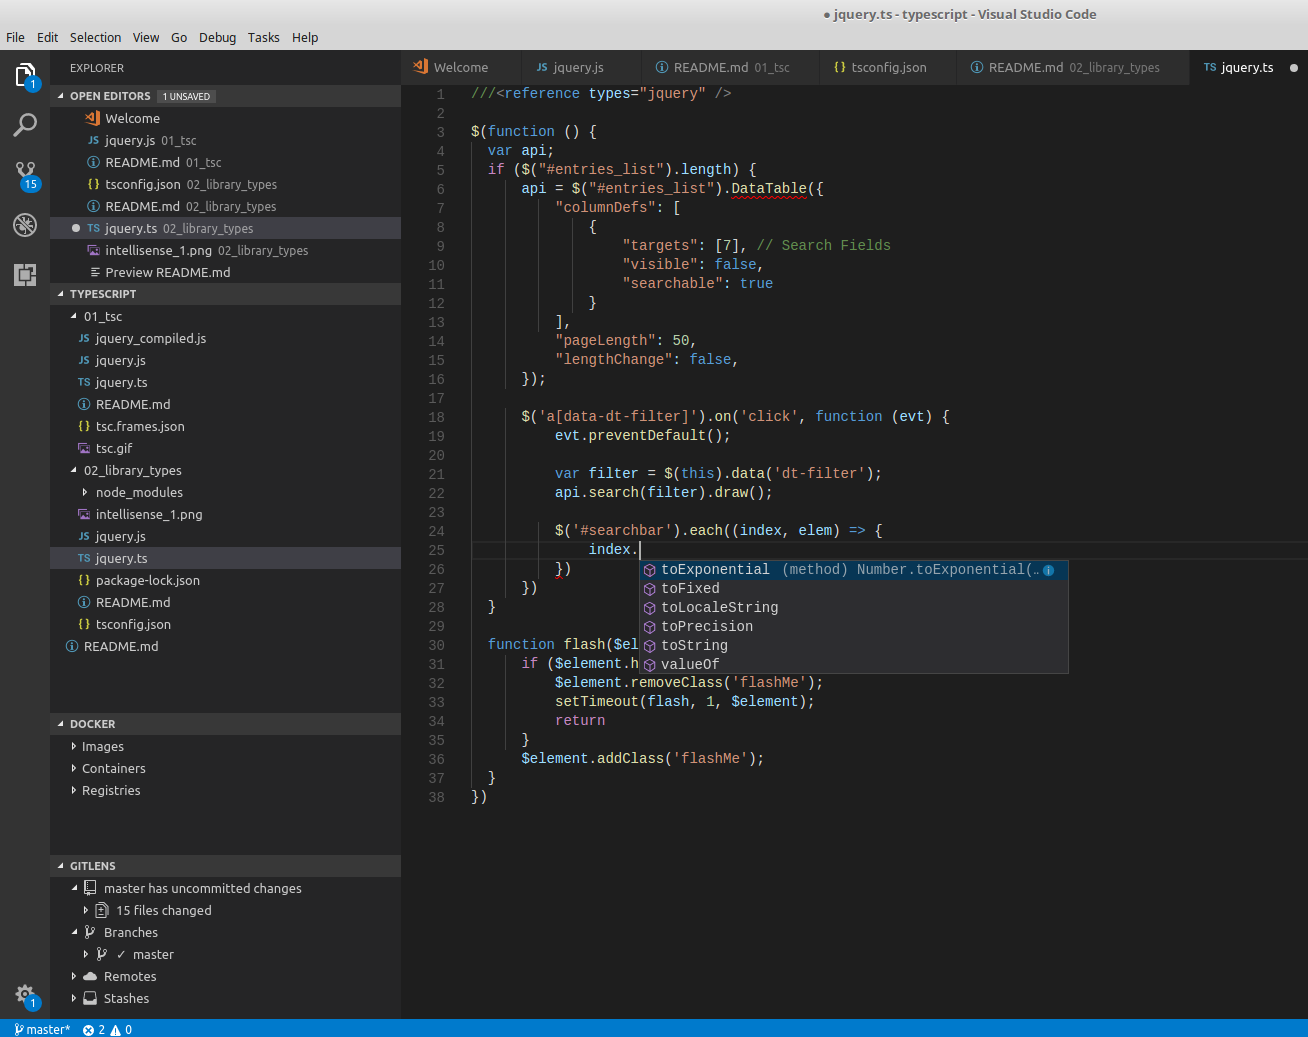 ● jquery.ts - typescript - Visual Studio Code
File Edit Selection View Go Debug Tasks Help
1
15
1
EXPLORER
OPEN EDITORS 1 UNSAVED
Welcome
JS jquery.js 01_tsc
README.md 01_tsc
{} tsconfig.json 02_library_types
README.md 02_library_types
● TS jquery.ts 02_library_types
intellisense_1.png 02_library_types
Preview README.md
TYPESCRIPT
01_tsc
JS jquery_compiled.js
JS jquery.js
TS jquery.ts
README.md
{} tsc.frames.json
tsc.gif
02_library_types
node_modules
intellisense_1.png
JS jquery.js
TS jquery.ts
{} package-lock.json
README.md
{} tsconfig.json
README.md
DOCKER
Images
Containers
Registries
GITLENS
master has uncommitted changes
15 files changed
Branches
✓ master
Remotes
Stashes
Welcome JS jquery.js README.md 01_tsc {} tsconfig.json README.md 02_library_types TS jquery.ts ●
1 ///<reference types="jquery" />
2
3 $(function () {
4 var api;
5 if ($("#entries_list").length) {
6 api = $("#entries_list").DataTable({
7 "columnDefs": [
8 {
9 "targets": [7], // Search Fields
10 "visible": false,
11 "searchable": true
12 }
13 ],
14 "pageLength": 50,
15 "lengthChange": false,
16 });
17
18 $('a[data-dt-filter]').on('click', function (evt) {
19 evt.preventDefault();
20
21 var filter = $(this).data('dt-filter');
22 api.search(filter).draw();
23
24 $('#searchbar').each((index, elem) => {
25 index.
26 })
27 })
28 }
29
30 function flash($el
31 if ($element.h
32 $element.removeClass('flashMe');
33 setTimeout(flash, 1, $element);
34 return
35 }
36 $element.addClass('flashMe');
37 }
38 })
toExponential (method) Number.toExponential(…
toFixed
toLocaleString
toPrecision
toString
valueOf
master* 2 0